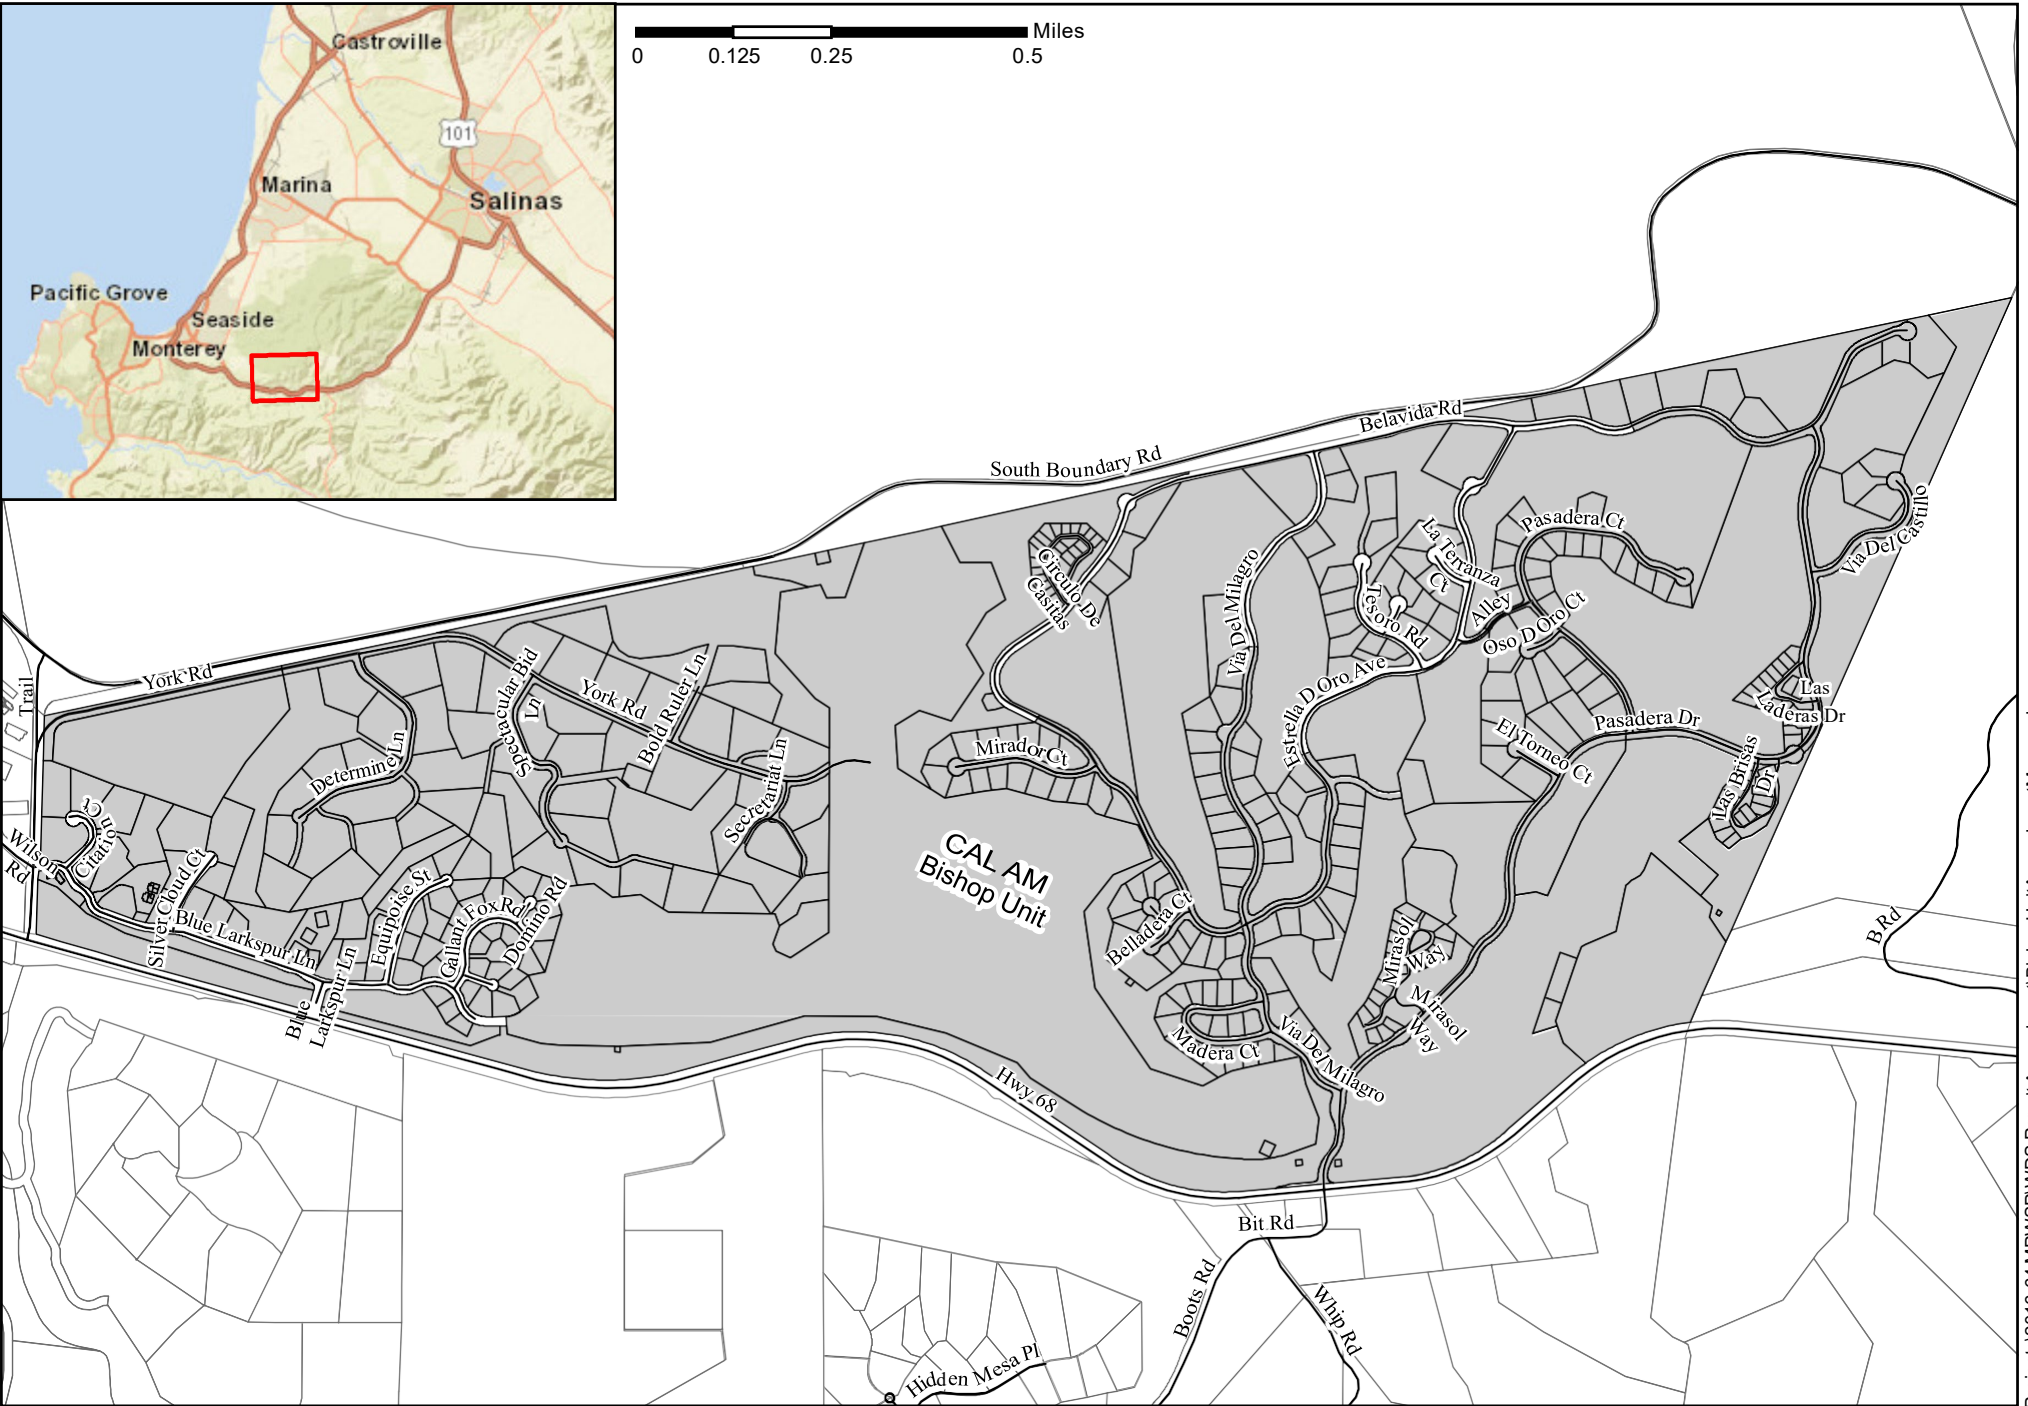 Castroville
101
Marina
Salinas
Pacific Grove
Seaside
Monterey
Miles
0 0.125 0.25 0.5
South Boundary Rd
Belavida Rd
York Rd
Trail
Determine Ln
Spectacular Bid
Ln
York Rd
Bold Ruler Ln
Secretariat Ln
Citation Ct
Wilson
Rd
Silver Cloud Ct
Blue Larkspur Ln
Blue
Larkspur Ln
Equipoise St
Gallant Fox Rd
Domino Rd
Circulo De
Casitas
Mirador Ct
CAL AM
Bishop Unit
Via Del Milagro
Estrella D Oro Ave
Tesoro Rd
La Terranza
Ct
Alley
Pasadera Ct
Oso D Oro Ct
Via Del Castillo
Las
Laderas Dr
Pasadera Dr
El Torneo Ct
Las Brisas
Dr
Belladera Ct
Madera Ct
Via Del Milagro
Mirasol
Way
Mirasol
Way
Hwy 68
B Rd
Bit Rd
Boots Rd
Whip Rd
Hidden Mesa Pl